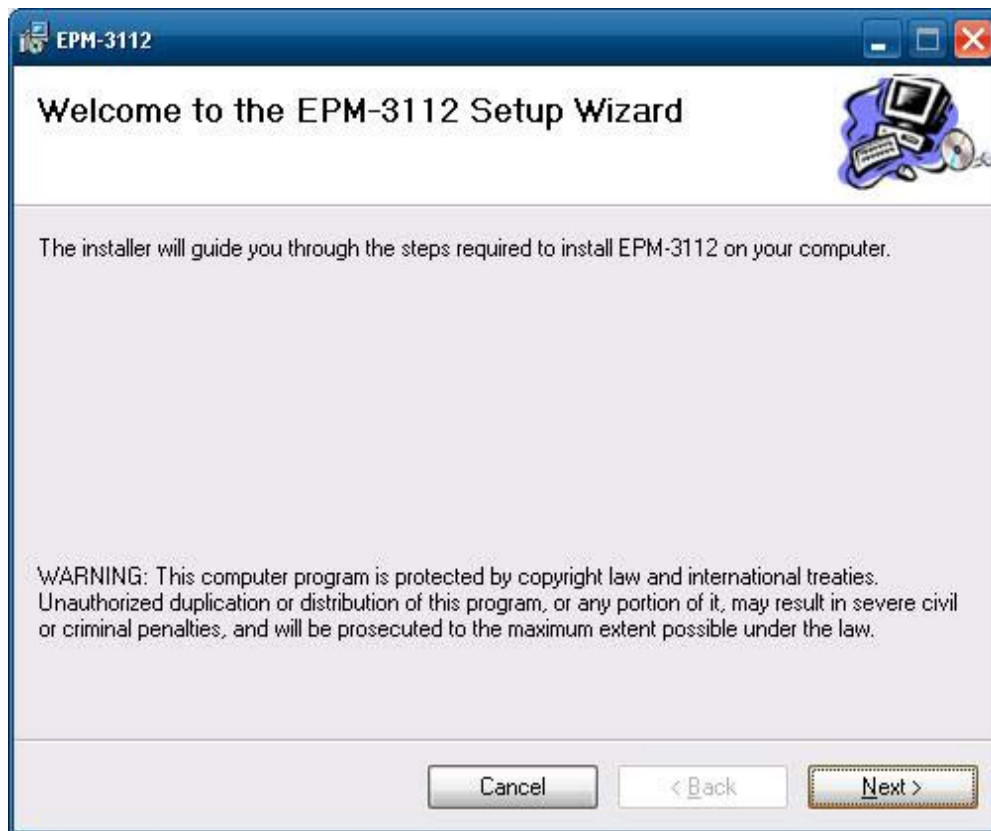 EPM-3112
Welcome to the EPM-3112 Setup Wizard
The installer will guide you through the steps required to install EPM-3112 on your computer.
WARNING: This computer program is protected by copyright law and international treaties.
Unauthorized duplication or distribution of this program, or any portion of it, may result in severe civil
or criminal penalties, and will be prosecuted to the maximum extent possible under the law.
Cancel
< Back
Next >